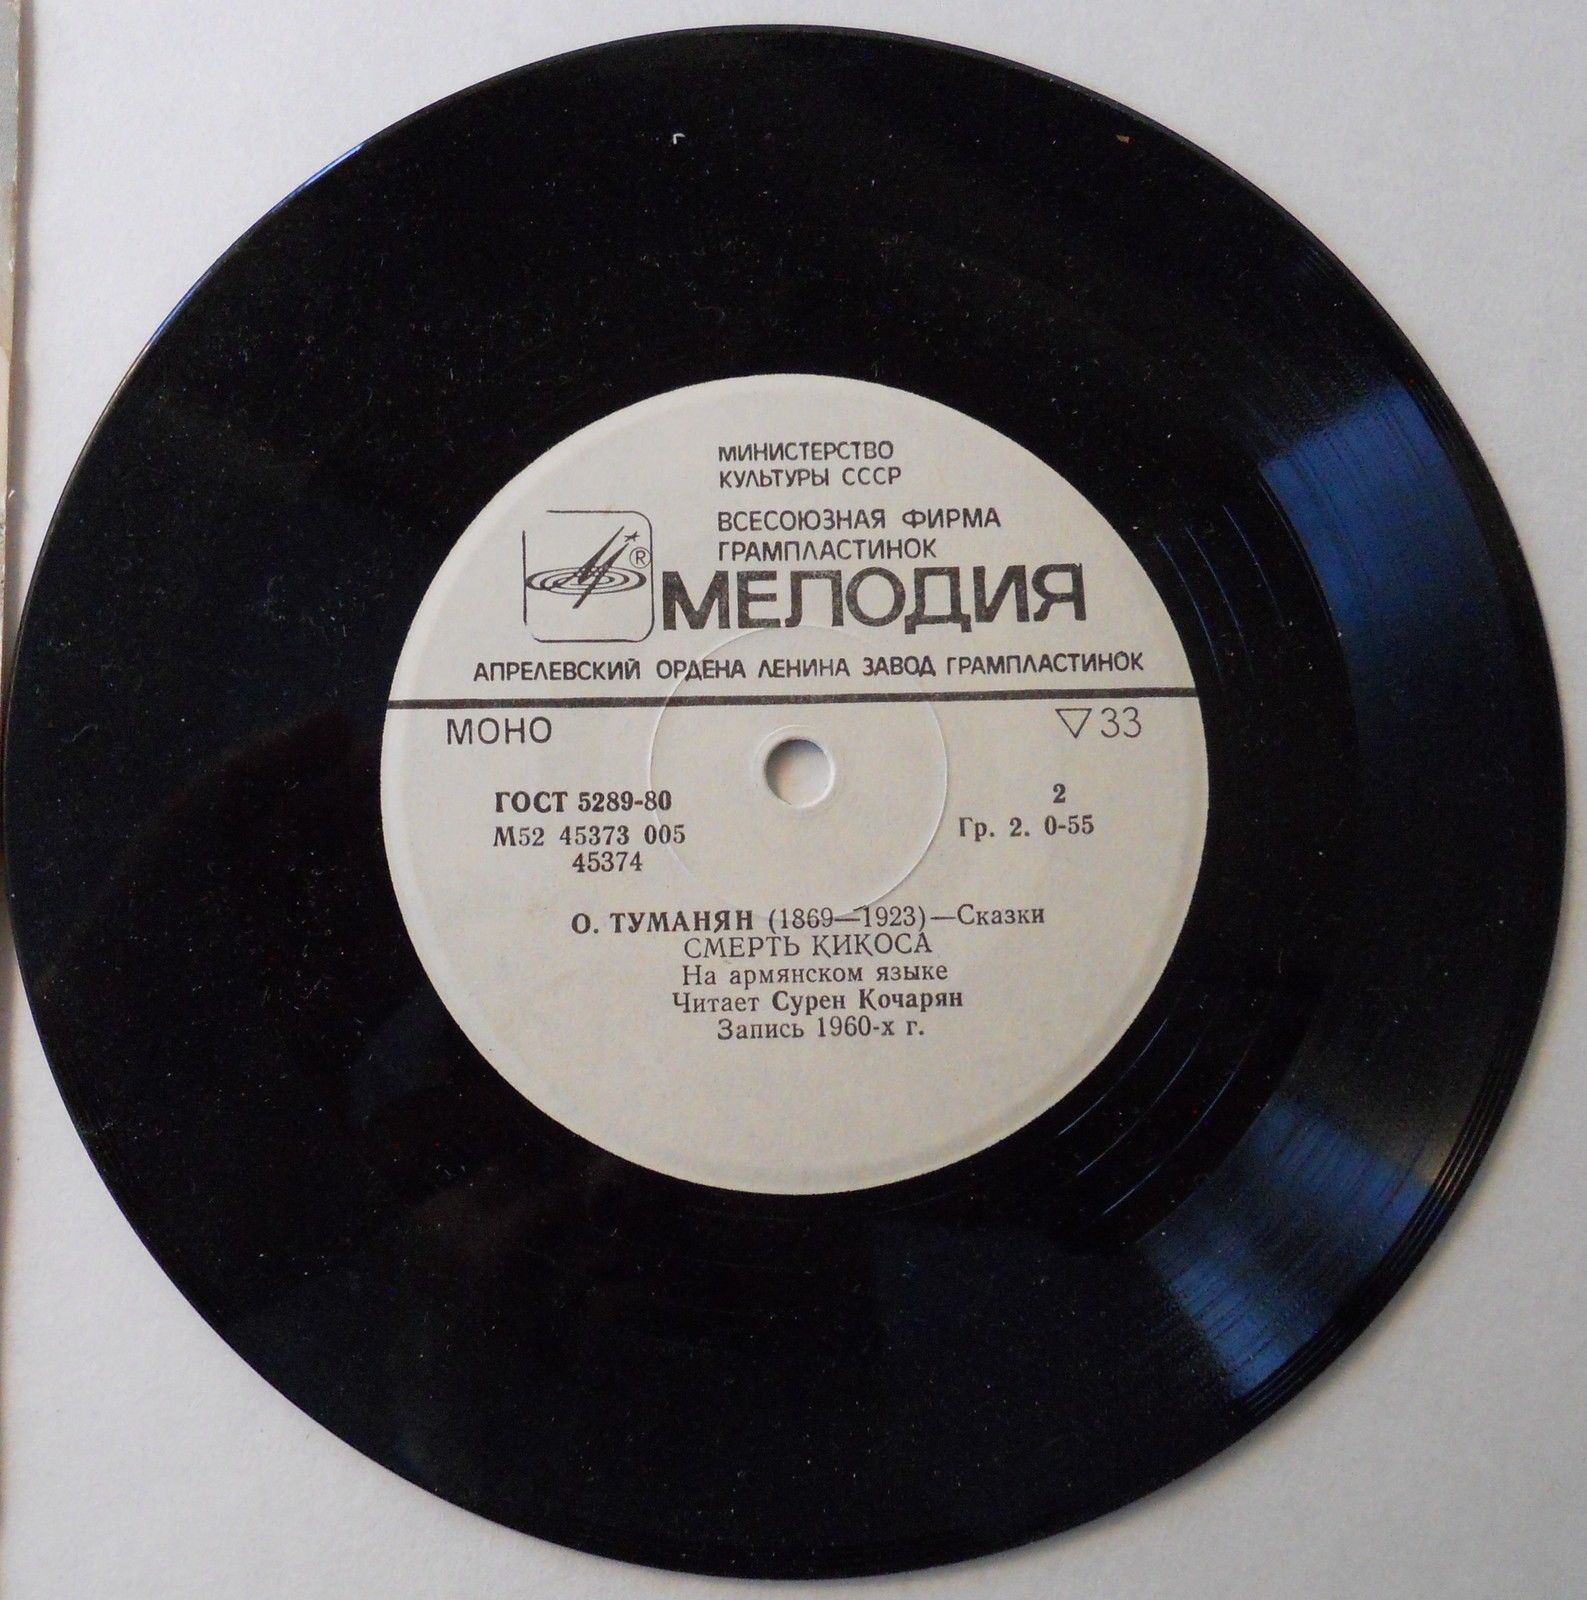 МИНИСТЕРСТВО
КУЛЬТУРЫ СССР
ВСЕСОЮЗНАЯ ФИРМА
ГРАМПЛАСТИНОК
®
МЕЛОДИЯ
АПРЕЛЕВСКИЙ ОРДЕНА ЛЕНИНА ЗАВОД ГРАМПЛАСТИНОК
МОНО ▽33
ГОСТ 5289-80 2
М52 45373 005 Гр. 2. 0-55
45374
О. ТУМАНЯН (1869—1923)—Сказки
СМЕРТЬ КИКОСА
На армянском языке
Читает Сурен Кочарян
Запись 1960-х г.